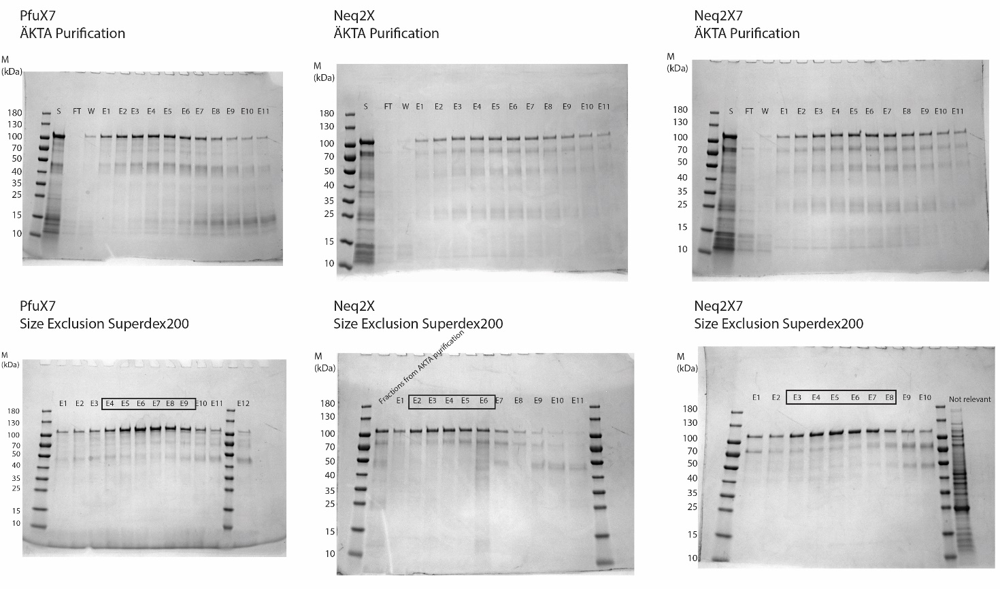 PfuX7
ÄKTA Purification
M
(kDa)
S FT W E1 E2 E3 E4 E5 E6 E7 E8 E9 E10 E11
180
130
100
70
50
40
35
25
15
10
Neq2X
ÄKTA Purification
M
(kDa)
S FT W E1 E2 E3 E4 E5 E6 E7 E8 E9 E10 E11
180
130
100
70
50
40
35
25
15
10
Neq2X7
ÄKTA Purification
M
(kDa)
S FT W E1 E2 E3 E4 E5 E6 E7 E8 E9 E10 E11
180
130
100
70
50
40
35
25
15
10
PfuX7
Size Exclusion Superdex200
M
(kDa)
E1 E2 E3 E4 E5 E6 E7 E8 E9 E10 E11 E12
180
130
100
70
50
40
35
25
15
10
Neq2X
Size Exclusion Superdex200
M
(kDa)
Fractions from AKTA purification
E1 E2 E3 E4 E5 E6 E7 E8 E9 E10 E11
180
130
100
70
50
40
35
25
15
10
Neq2X7
Size Exclusion Superdex200
M
(kDa)
E1 E2 E3 E4 E5 E6 E7 E8 E9 E10 Not relevant
180
130
100
70
50
40
35
25
15
10